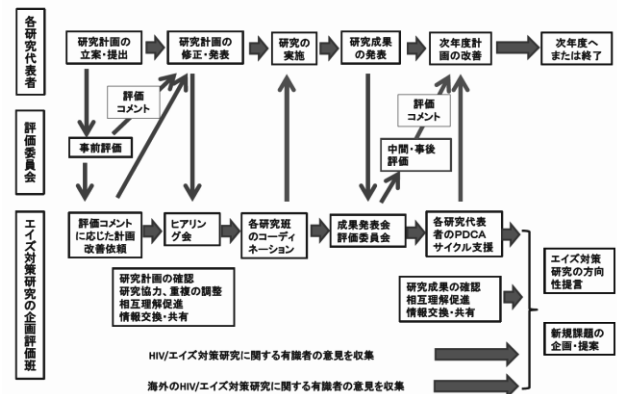 各研究代表者
研究計画の
立案・提出
研究計画の
修正・発表
研究の
実施
研究成果
の発表
次年度計
画の改善
次年度へ
または終了
評価委員会
評価
コメント
事前評価
評価
コメント
中間・事後
評価
エイズ対策研究の企画評価班
評価コメント
に応じた計画
改善依頼
ヒアリン
グ会
各研究班
のコーディ
ネーション
成果発表会
評価委員会
各研究代表
者のPDCA
サイクル支援
研究計画の確認
研究協力、重複の調整
相互理解促進
情報交換・共有
研究成果の確認
相互理解促進
情報交換・共有
エイズ対策
研究の方向
性提言
新規課題の
企画・提案
HIV/エイズ対策研究に関する有識者の意見を収集
海外のHIV/エイズ対策研究に関する有識者の意見を収集